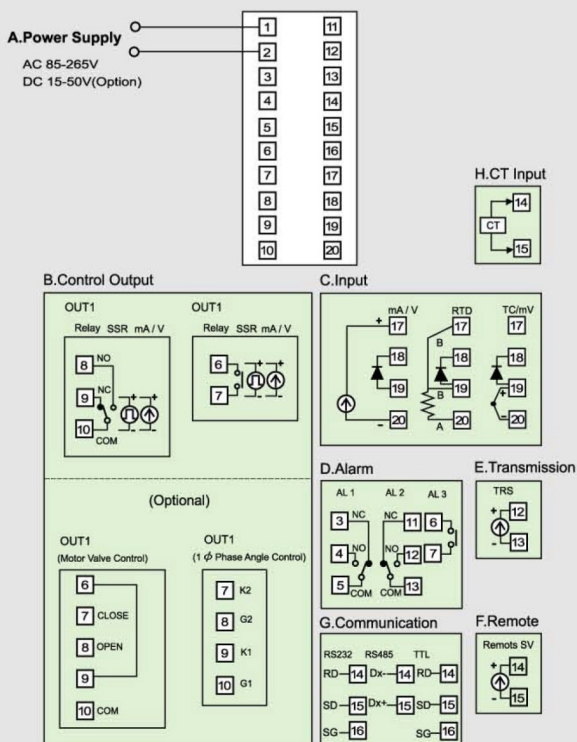 A.Power Supply
AC 85-265V
DC 15-50V(Option)
1 11
2 12
3 13
4 14
5 15
6 16
7 17
8 18
9 19
10 20
H.CT Input
14
CT
15
B.Control Output
OUT1 OUT1
Relay SSR mA / V Relay SSR mA / V
8 NO 6 + +
9 NC 7 - -
10 COM + + - -
(Optional)
OUT1
(Motor Valve Control)
6
7 CLOSE
8 OPEN
9
10 COM
OUT1
(1 ϕ Phase Angle Control)
7 K2
8 G2
9 K1
10 G1
C.Input
mA / V RTD TC/mV
+ 17 17 17
18 B 18 18
19 B 19 + 19
- 20 A 20 - 20
D.Alarm
AL 1 AL 2 AL 3
3 NC NC 11 6
4 NO NO 12 7
5 COM COM 13
E.Transmission
TRS
+ 12
- 13
F.Remote
Remots SV
+ 14
- 15
G.Communication
RS232 RS485 TTL
RD 14 Dx- 14 RD 14
SD 15 Dx+ 15 SD 15
SG 16 SG 16